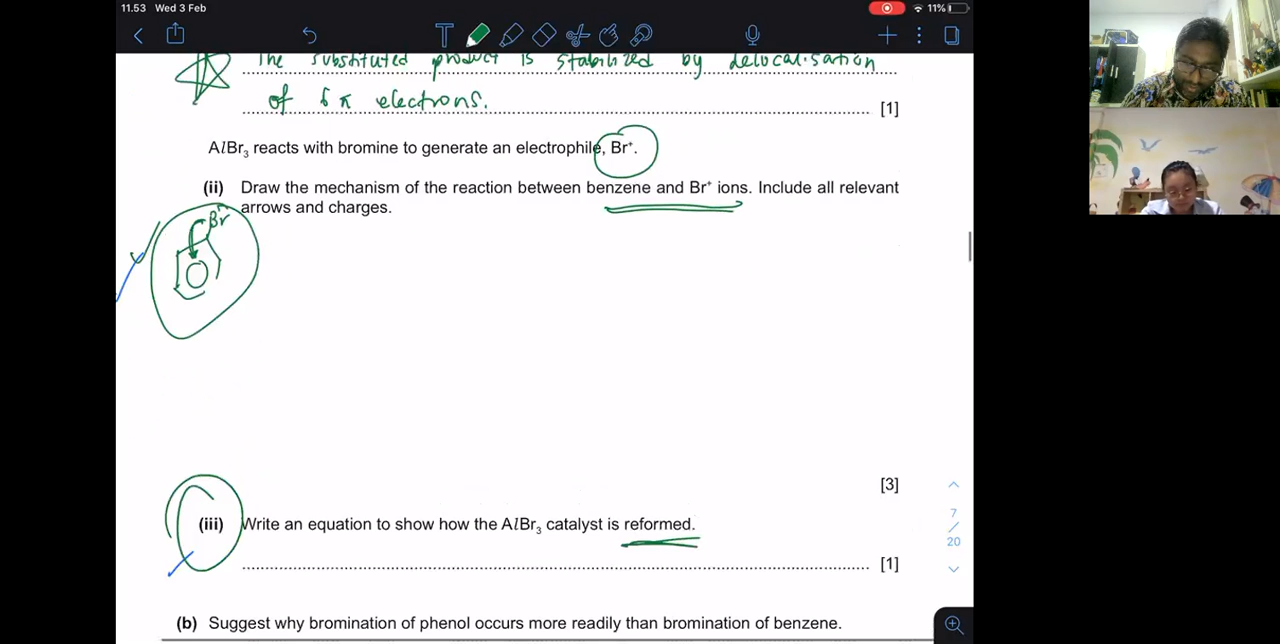 11.53 Wed 3 Feb
11%
T
The substituted product is stabilized by delocalisation
of 6 π electrons.
[1]
AlBr₃ reacts with bromine to generate an electrophile, Br⁺.
(ii) Draw the mechanism of the reaction between benzene and Br⁺ ions. Include all relevant
arrows and charges.
Br
[3]
(iii) Write an equation to show how the AlBr₃ catalyst is reformed.
[1]
7
/
20
(b) Suggest why bromination of phenol occurs more readily than bromination of benzene.